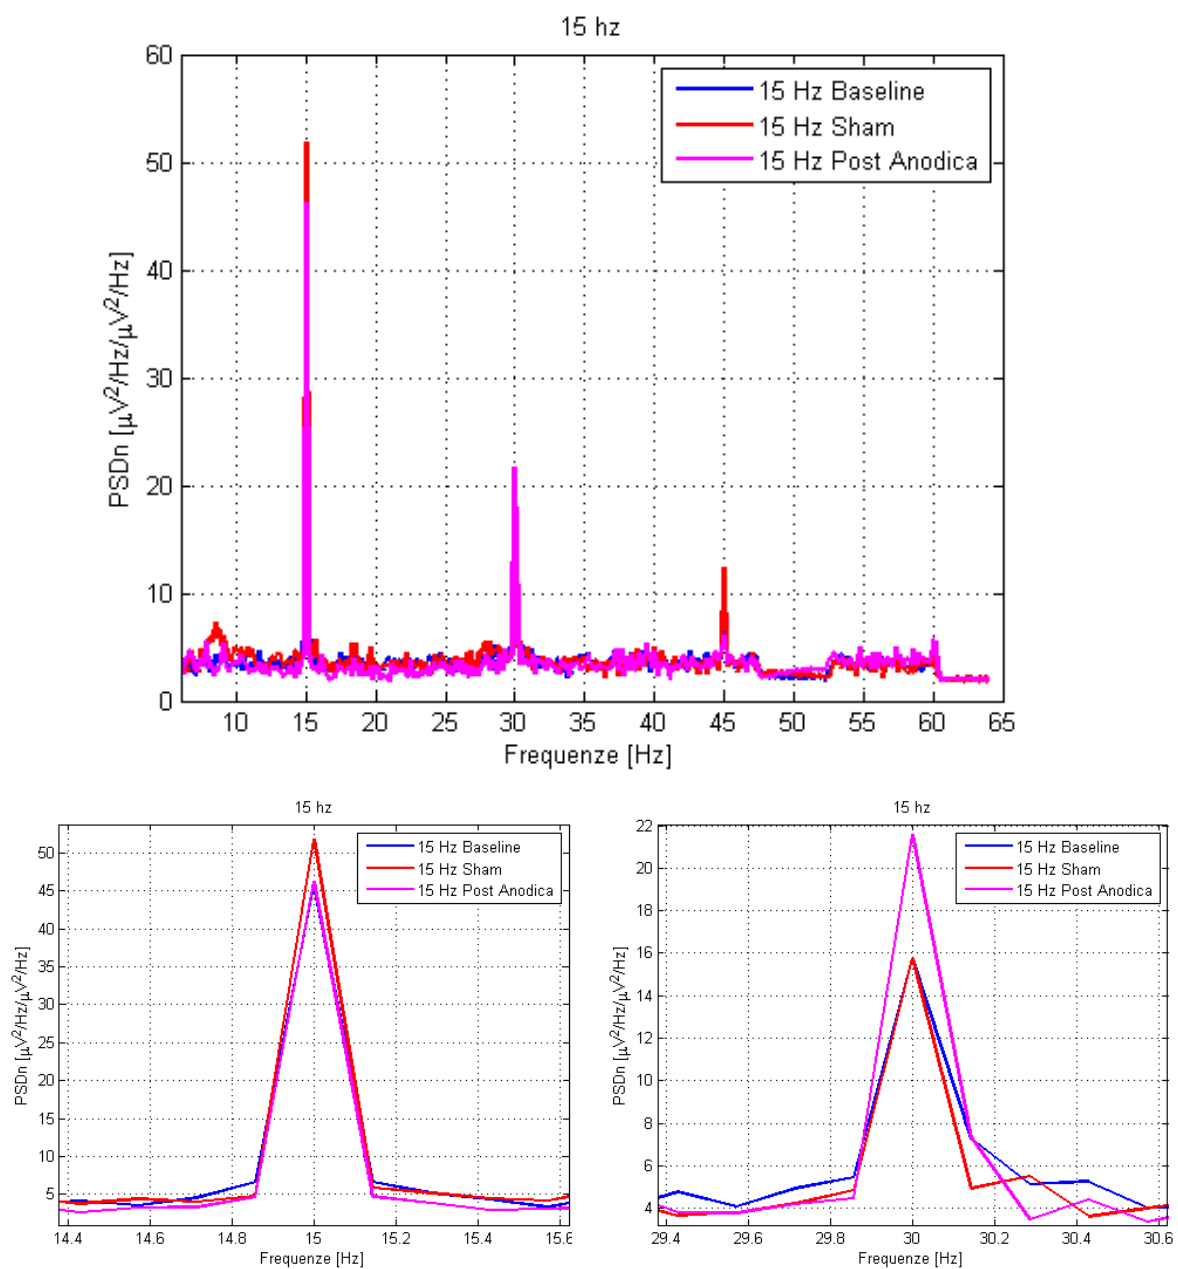 15 hz
60
50
40
30
20
10
0
PSDn [μV²/Hz/μV²/Hz]
15 Hz Baseline
15 Hz Sham
15 Hz Post Anodica
10 15 20 25 30 35 40 45 50 55 60 65
Frequenze [Hz]
15 hz
50
45
40
35
30
25
20
15
10
5
PSDn [μV²/Hz/μV²/Hz]
15 Hz Baseline
15 Hz Sham
15 Hz Post Anodica
14.4 14.6 14.8 15 15.2 15.4 15.6
Frequenze [Hz]
15 hz
22
20
18
16
14
12
10
8
6
4
PSDn [μV²/Hz/μV²/Hz]
15 Hz Baseline
15 Hz Sham
15 Hz Post Anodica
29.4 29.6 29.8 30 30.2 30.4 30.6
Frequenze [Hz]